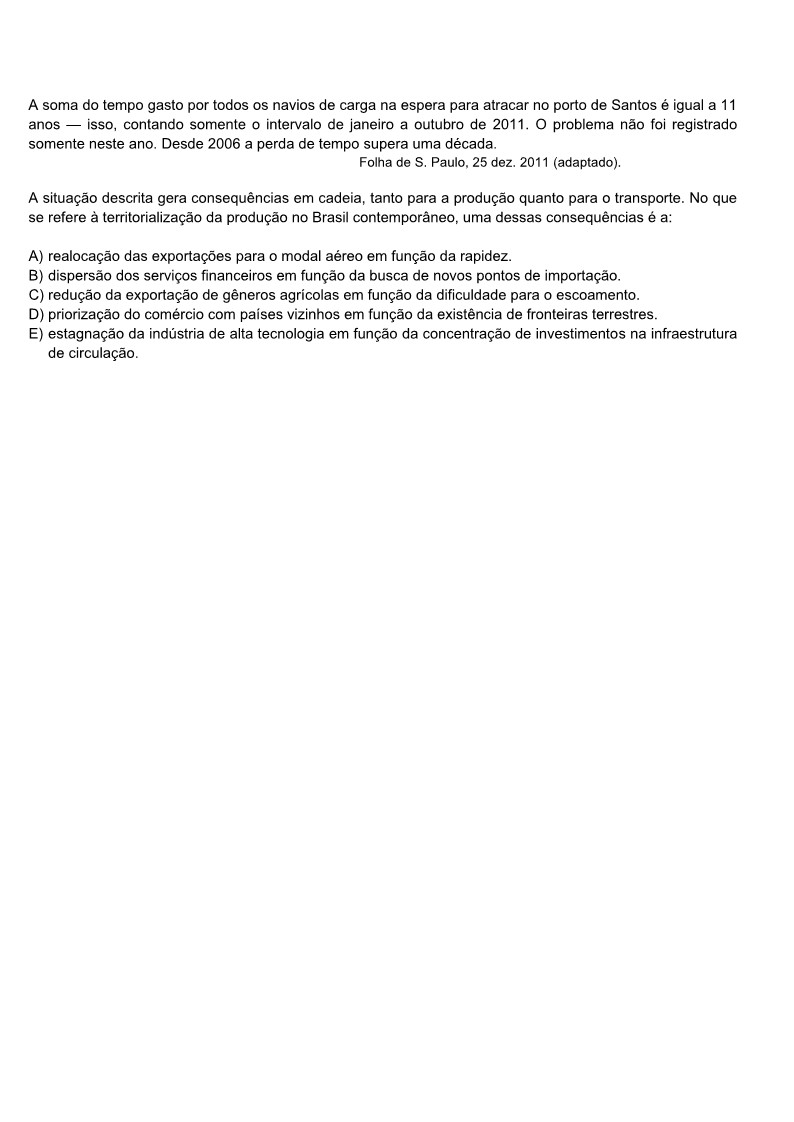 A soma do tempo gasto por todos os navios de carga na espera para atracar no porto de Santos é igual a 11
anos — isso, contando somente o intervalo de janeiro a outubro de 2011. O problema não foi registrado
somente neste ano. Desde 2006 a perda de tempo supera uma década.
Folha de S. Paulo, 25 dez. 2011 (adaptado).
A situação descrita gera consequências em cadeia, tanto para a produção quanto para o transporte. No que
se refere à territorialização da produção no Brasil contemporâneo, uma dessas consequências é a:
A) realocação das exportações para o modal aéreo em função da rapidez.
B) dispersão dos serviços financeiros em função da busca de novos pontos de importação.
C) redução da exportação de gêneros agrícolas em função da dificuldade para o escoamento.
D) priorização do comércio com países vizinhos em função da existência de fronteiras terrestres.
E) estagnação da indústria de alta tecnologia em função da concentração de investimentos na infraestrutura
de circulação.